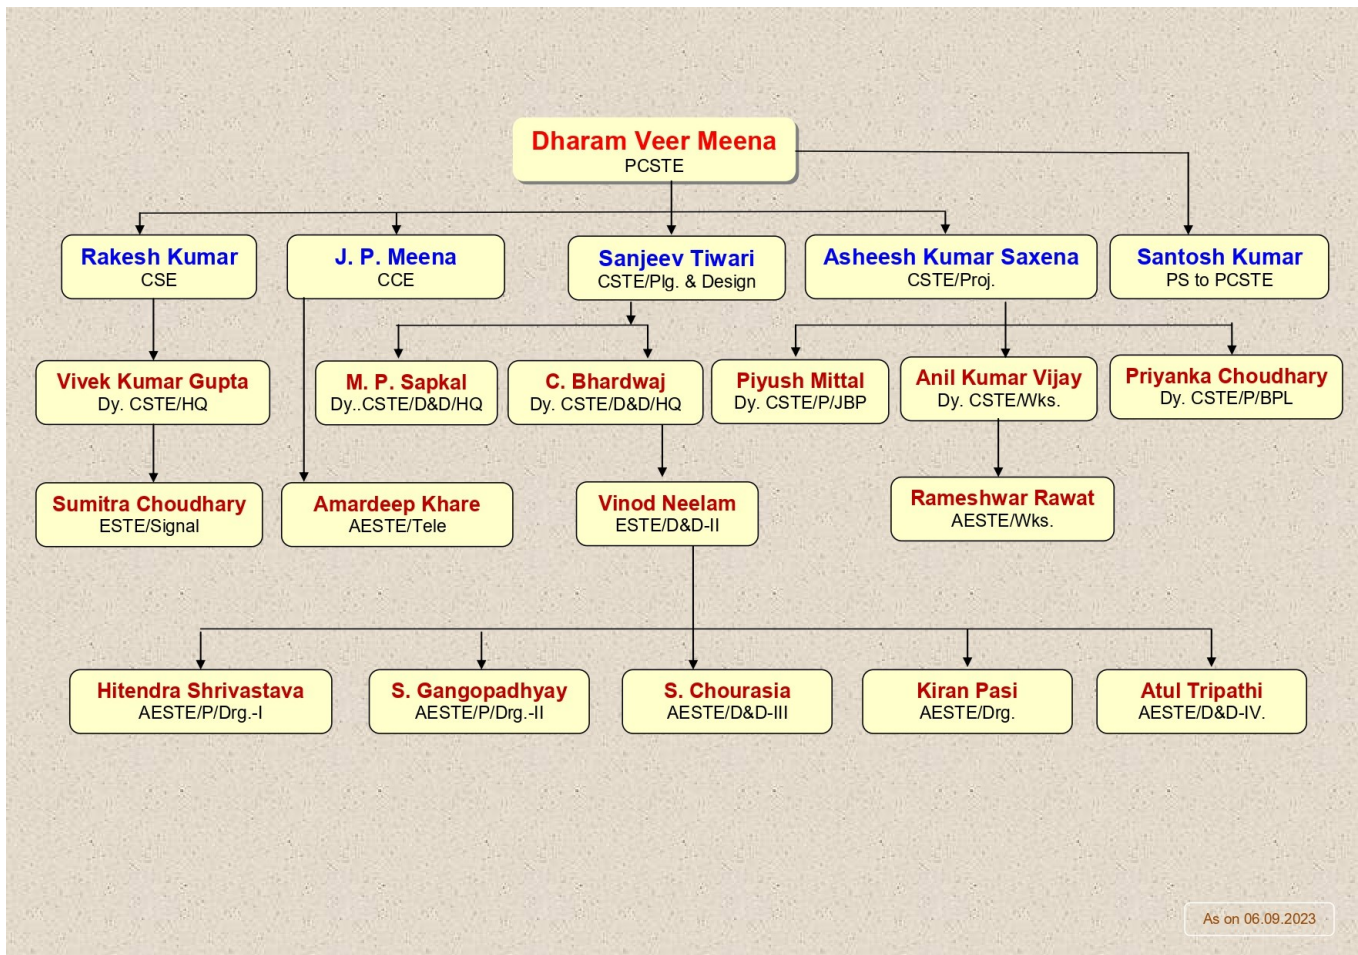 Dharam Veer Meena
PCSTE
Rakesh Kumar
CSE
J. P. Meena
CCE
Sanjeev Tiwari
CSTE/Plg. & Design
Asheesh Kumar Saxena
CSTE/Proj.
Santosh Kumar
PS to PCSTE
Vivek Kumar Gupta
Dy. CSTE/HQ
M. P. Sapkal
Dy..CSTE/D&D/HQ
C. Bhardwaj
Dy. CSTE/D&D/HQ
Piyush Mittal
Dy. CSTE/P/JBP
Anil Kumar Vijay
Dy. CSTE/Wks.
Priyanka Choudhary
Dy. CSTE/P/BPL
Sumitra Choudhary
ESTE/Signal
Amardeep Khare
AESTE/Tele
Vinod Neelam
ESTE/D&D-II
Rameshwar Rawat
AESTE/Wks.
Hitendra Shrivastava
AESTE/P/Drg.-I
S. Gangopadhyay
AESTE/P/Drg.-II
S. Chourasia
AESTE/D&D-III
Kiran Pasi
AESTE/Drg.
Atul Tripathi
AESTE/D&D-IV.
As on 06.09.2023